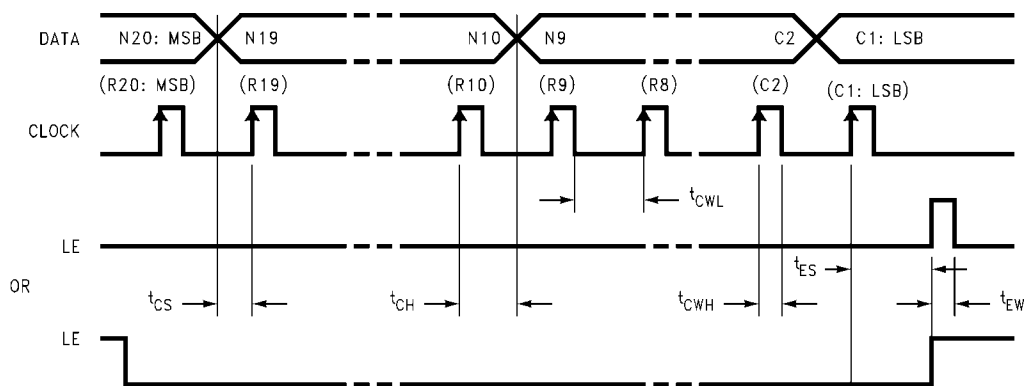 DATA N20: MSB N19 N10 N9 C2 C1: LSB
(R20: MSB) (R19) (R10) (R9) (R8) (C2) (C1: LSB)
CLOCK
tCWL
LE
tES
OR
tCS tCH tCWH tEW
LE